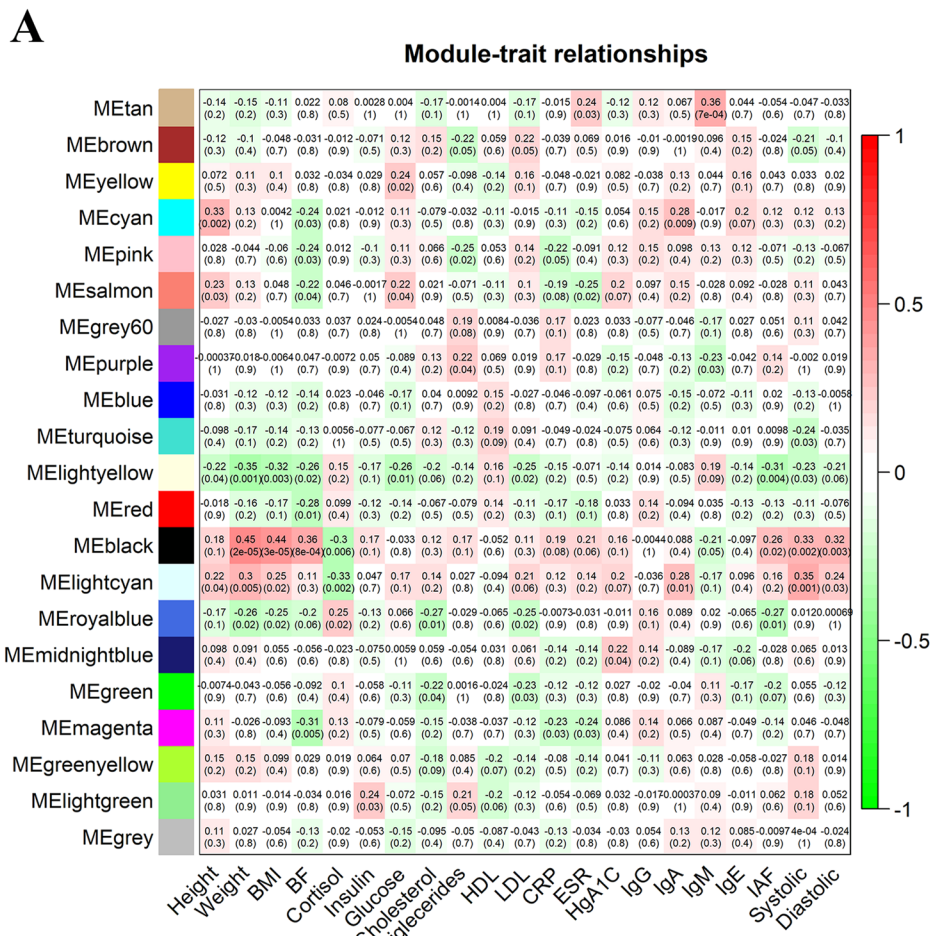 A
Module-trait relationships
MEtan -0.14 -0.15 -0.11 0.022 0.08 0.0028 0.004 -0.17 -0.0014 0.004 -0.17 -0.015 0.24 -0.12 0.12 0.067 0.36 0.044 -0.054 -0.047 -0.033
(0.2) (0.2) (0.3) (0.8) (0.5) (1) (1) (0.1) (1) (1) (0.1) (0.9) (0.03) (0.3) (0.3) (0.5) (7e-04) (0.7) (0.6) (0.7) (0.8)
MEbrown -0.12 -0.1 -0.048 -0.031 -0.012 -0.071 0.12 0.15 -0.22 0.059 0.22 -0.039 0.069 0.016 -0.01 -0.0019 0.096 0.15 -0.024 -0.21 -0.1
(0.3) (0.4) (0.7) (0.8) (0.9) (0.5) (0.3) (0.2) (0.05) (0.6) (0.05) (0.7) (0.5) (0.9) (0.9) (1) (0.4) (0.2) (0.8) (0.05) (0.4)
MEyellow 0.072 0.11 0.1 0.032 -0.034 0.029 0.24 0.057 -0.098 -0.14 0.16 -0.048 -0.021 0.082 -0.038 0.13 0.044 0.16 0.043 0.033 0.02
(0.5) (0.3) (0.4) (0.8) (0.8) (0.8) (0.02) (0.6) (0.4) (0.2) (0.1) (0.7) (0.9) (0.5) (0.7) (0.2) (0.7) (0.1) (0.7) (0.8) (0.9)
MEcyan 0.33 0.13 0.0042 -0.24 0.021 -0.012 0.11 -0.079 -0.032 -0.11 -0.015 -0.11 -0.15 0.054 0.15 0.28 -0.017 0.2 0.12 0.12 0.13
(0.002) (0.2) (1) (0.03) (0.8) (0.9) (0.3) (0.5) (0.8) (0.3) (0.9) (0.3) (0.2) (0.6) (0.2) (0.009) (0.9) (0.07) (0.3) (0.3) (0.2)
MEpink 0.028 -0.044 -0.06 -0.24 0.012 -0.1 0.11 0.066 -0.25 0.053 0.14 -0.22 -0.091 0.12 0.15 0.098 0.13 0.12 -0.071 -0.13 -0.067
(0.8) (0.7) (0.6) (0.03) (0.9) (0.3) (0.3) (0.6) (0.02) (0.6) (0.2) (0.05) (0.4) (0.3) (0.2) (0.4) (0.2) (0.3) (0.5) (0.2) (0.5)
MEsalmon 0.23 0.13 0.048 -0.22 0.046 -0.0017 0.22 0.021 -0.071 -0.11 0.1 -0.19 -0.25 0.2 0.097 0.15 -0.028 0.092 -0.028 0.11 0.043
(0.03) (0.2) (0.7) (0.04) (0.7) (1) (0.04) (0.9) (0.5) (0.3) (0.3) (0.08) (0.02) (0.07) (0.4) (0.2) (0.8) (0.4) (0.8) (0.3) (0.7)
MEgrey60 -0.027 -0.03 -0.0054 0.033 0.037 0.024 -0.0054 0.048 0.19 0.0084 -0.036 0.17 0.023 0.033 -0.077 -0.046 -0.17 0.027 0.051 0.11 0.042
(0.8) (0.8) (1) (0.8) (0.7) (0.8) (1) (0.7) (0.08) (0.9) (0.7) (0.1) (0.8) (0.8) (0.5) (0.7) (0.1) (0.8) (0.6) (0.3) (0.7)
MEpurple -0.00037 -0.018 -0.0064 0.047 -0.0072 0.05 -0.089 0.13 0.22 0.069 0.019 0.17 -0.029 -0.15 -0.048 -0.13 -0.23 -0.042 0.14 -0.002 0.019
(1) (0.9) (1) (0.7) (0.9) (0.7) (0.4) (0.2) (0.04) (0.5) (0.9) (0.1) (0.8) (0.2) (0.7) (0.2) (0.03) (0.7) (0.2) (1) (0.9)
MEblue -0.031 -0.12 -0.12 -0.14 0.023 -0.046 -0.17 0.04 0.0092 0.15 -0.027 -0.046 -0.097 -0.061 0.075 -0.15 -0.072 -0.11 0.02 -0.13 -0.0058
(0.8) (0.3) (0.3) (0.2) (0.8) (0.7) (0.1) (0.7) (0.9) (0.2) (0.8) (0.7) (0.4) (0.6) (0.5) (0.2) (0.5) (0.3) (0.9) (0.2) (1)
MEturquoise -0.098 -0.17 -0.14 -0.13 0.0056 -0.077 -0.067 0.12 -0.12 0.19 0.091 -0.049 -0.024 -0.075 0.064 -0.12 -0.011 0.01 0.0098 -0.24 -0.035
(0.4) (0.1) (0.2) (0.2) (1) (0.5) (0.5) (0.3) (0.3) (0.09) (0.4) (0.7) (0.8) (0.5) (0.6) (0.3) (0.9) (0.9) (0.9) (0.03) (0.7)
MElightyellow -0.22 -0.35 -0.32 -0.26 0.15 -0.17 -0.26 -0.2 -0.14 0.16 -0.25 -0.15 -0.071 -0.14 0.014 -0.083 0.19 -0.14 -0.31 -0.23 -0.21
(0.04) (0.001) (0.003) (0.02) (0.2) (0.1) (0.01) (0.06) (0.2) (0.1) (0.02) (0.2) (0.5) (0.2) (0.9) (0.5) (0.09) (0.2) (0.004) (0.03) (0.06)
MEred -0.018 -0.16 -0.17 -0.28 0.099 -0.12 -0.14 -0.067 -0.079 0.14 -0.11 -0.17 -0.18 0.033 0.14 -0.094 0.035 -0.13 -0.13 -0.11 -0.076
(0.9) (0.2) (0.1) (0.01) (0.4) (0.3) (0.2) (0.5) (0.5) (0.2) (0.3) (0.1) (0.1) (0.8) (0.2) (0.4) (0.8) (0.2) (0.2) (0.3) (0.5)
MEblack 0.18 0.45 0.44 0.36 -0.3 0.17 -0.033 0.12 0.17 -0.052 0.11 0.19 0.21 0.16 -0.0044 0.088 -0.21 -0.097 0.26 0.33 0.32
(0.1) (2e-05) (3e-05) (8e-04) (0.006) (0.1) (0.8) (0.3) (0.1) (0.6) (0.3) (0.08) (0.06) (0.1) (1) (0.4) (0.05) (0.4) (0.02) (0.002) (0.003)
MElightcyan 0.22 0.3 0.25 0.11 -0.33 0.047 0.17 0.14 0.027 -0.094 0.21 0.12 0.14 0.2 -0.036 0.28 -0.17 0.096 0.16 0.35 0.24
(0.04) (0.005) (0.02) (0.3) (0.002) (0.7) (0.1) (0.2) (0.8) (0.4) (0.06) (0.3) (0.2) (0.07) (0.7) (0.01) (0.1) (0.4) (0.2) (0.001) (0.03)
MEroyalblue -0.17 -0.26 -0.25 -0.2 0.25 -0.13 0.066 -0.27 -0.029 -0.065 -0.25 -0.0073 -0.031 -0.011 0.16 0.089 0.02 -0.065 -0.27 0.012 0.00069
(0.1) (0.02) (0.02) (0.06) (0.02) (0.2) (0.6) (0.01) (0.8) (0.6) (0.02) (0.9) (0.8) (0.9) (0.1) (0.4) (0.9) (0.6) (0.01) (0.9) (1)
MEmidnightblue 0.098 0.091 0.055 -0.056 -0.023 -0.075 0.0059 0.059 -0.054 0.031 0.061 -0.14 -0.14 0.22 0.14 -0.089 -0.17 -0.2 -0.028 0.065 0.013
(0.4) (0.4) (0.6) (0.6) (0.8) (0.5) (1) (0.6) (0.6) (0.8) (0.6) (0.2) (0.2) (0.04) (0.2) (0.4) (0.1) (0.06) (0.8) (0.6) (0.9)
MEgreen -0.0074 -0.043 -0.056 -0.092 0.1 -0.058 -0.11 -0.22 0.0016 -0.024 -0.23 -0.12 -0.12 0.027 -0.02 -0.04 0.11 -0.17 -0.2 0.055 -0.12
(0.9) (0.7) (0.6) (0.4) (0.4) (0.6) (0.3) (0.04) (1) (0.8) (0.03) (0.3) (0.3) (0.8) (0.9) (0.7) (0.3) (0.1) (0.07) (0.6) (0.3)
MEmagenta 0.11 -0.026 -0.093 -0.31 0.13 -0.079 -0.059 -0.15 -0.038 -0.037 -0.12 -0.23 -0.24 0.086 0.14 0.066 0.087 -0.049 -0.14 -0.046 -0.048
(0.3) (0.8) (0.4) (0.005) (0.2) (0.5) (0.6) (0.2) (0.7) (0.7) (0.3) (0.03) (0.03) (0.4) (0.2) (0.5) (0.4) (0.7) (0.2) (0.7) (0.7)
MEgreenyellow 0.15 0.15 0.099 0.029 0.019 0.064 0.07 -0.18 0.085 -0.2 -0.14 -0.08 -0.14 0.041 -0.11 0.063 0.028 -0.058 -0.027 0.18 0.014
(0.2) (0.2) (0.4) (0.8) (0.9) (0.6) (0.5) (0.09) (0.4) (0.07) (0.2) (0.5) (0.2) (0.7) (0.3) (0.6) (0.8) (0.6) (0.8) (0.1) (0.9)
MElightgreen 0.031 0.011 -0.014 -0.034 0.016 0.24 -0.072 -0.15 0.21 -0.2 -0.12 -0.054 -0.069 0.032 -0.017 0.00037 0.09 -0.011 0.062 0.18 0.052
(0.8) (0.9) (0.9) (0.8) (0.9) (0.03) (0.5) (0.2) (0.05) (0.06) (0.3) (0.6) (0.5) (0.8) (0.9) (1) (0.4) (0.9) (0.6) (0.1) (0.6)
MEgrey 0.11 0.027 -0.054 -0.13 -0.02 -0.053 -0.15 -0.095 -0.05 -0.087 -0.043 -0.13 -0.034 -0.03 0.054 0.13 0.12 0.085 -0.0097 4e-04 -0.024
(0.3) (0.8) (0.6) (0.2) (0.9) (0.6) (0.2) (0.4) (0.7) (0.4) (0.7) (0.2) (0.8) (0.8) (0.6) (0.2) (0.3) (0.4) (0.9) (1) (0.8)
Height Weight BMI BF Cortisol Insulin Glucose Cholesterol iglecerides HDL LDL CRP ESR HgA1C IgG IgA IgM IgE IAF Systolic Diastolic
1
0.5
0
-0.5
-1